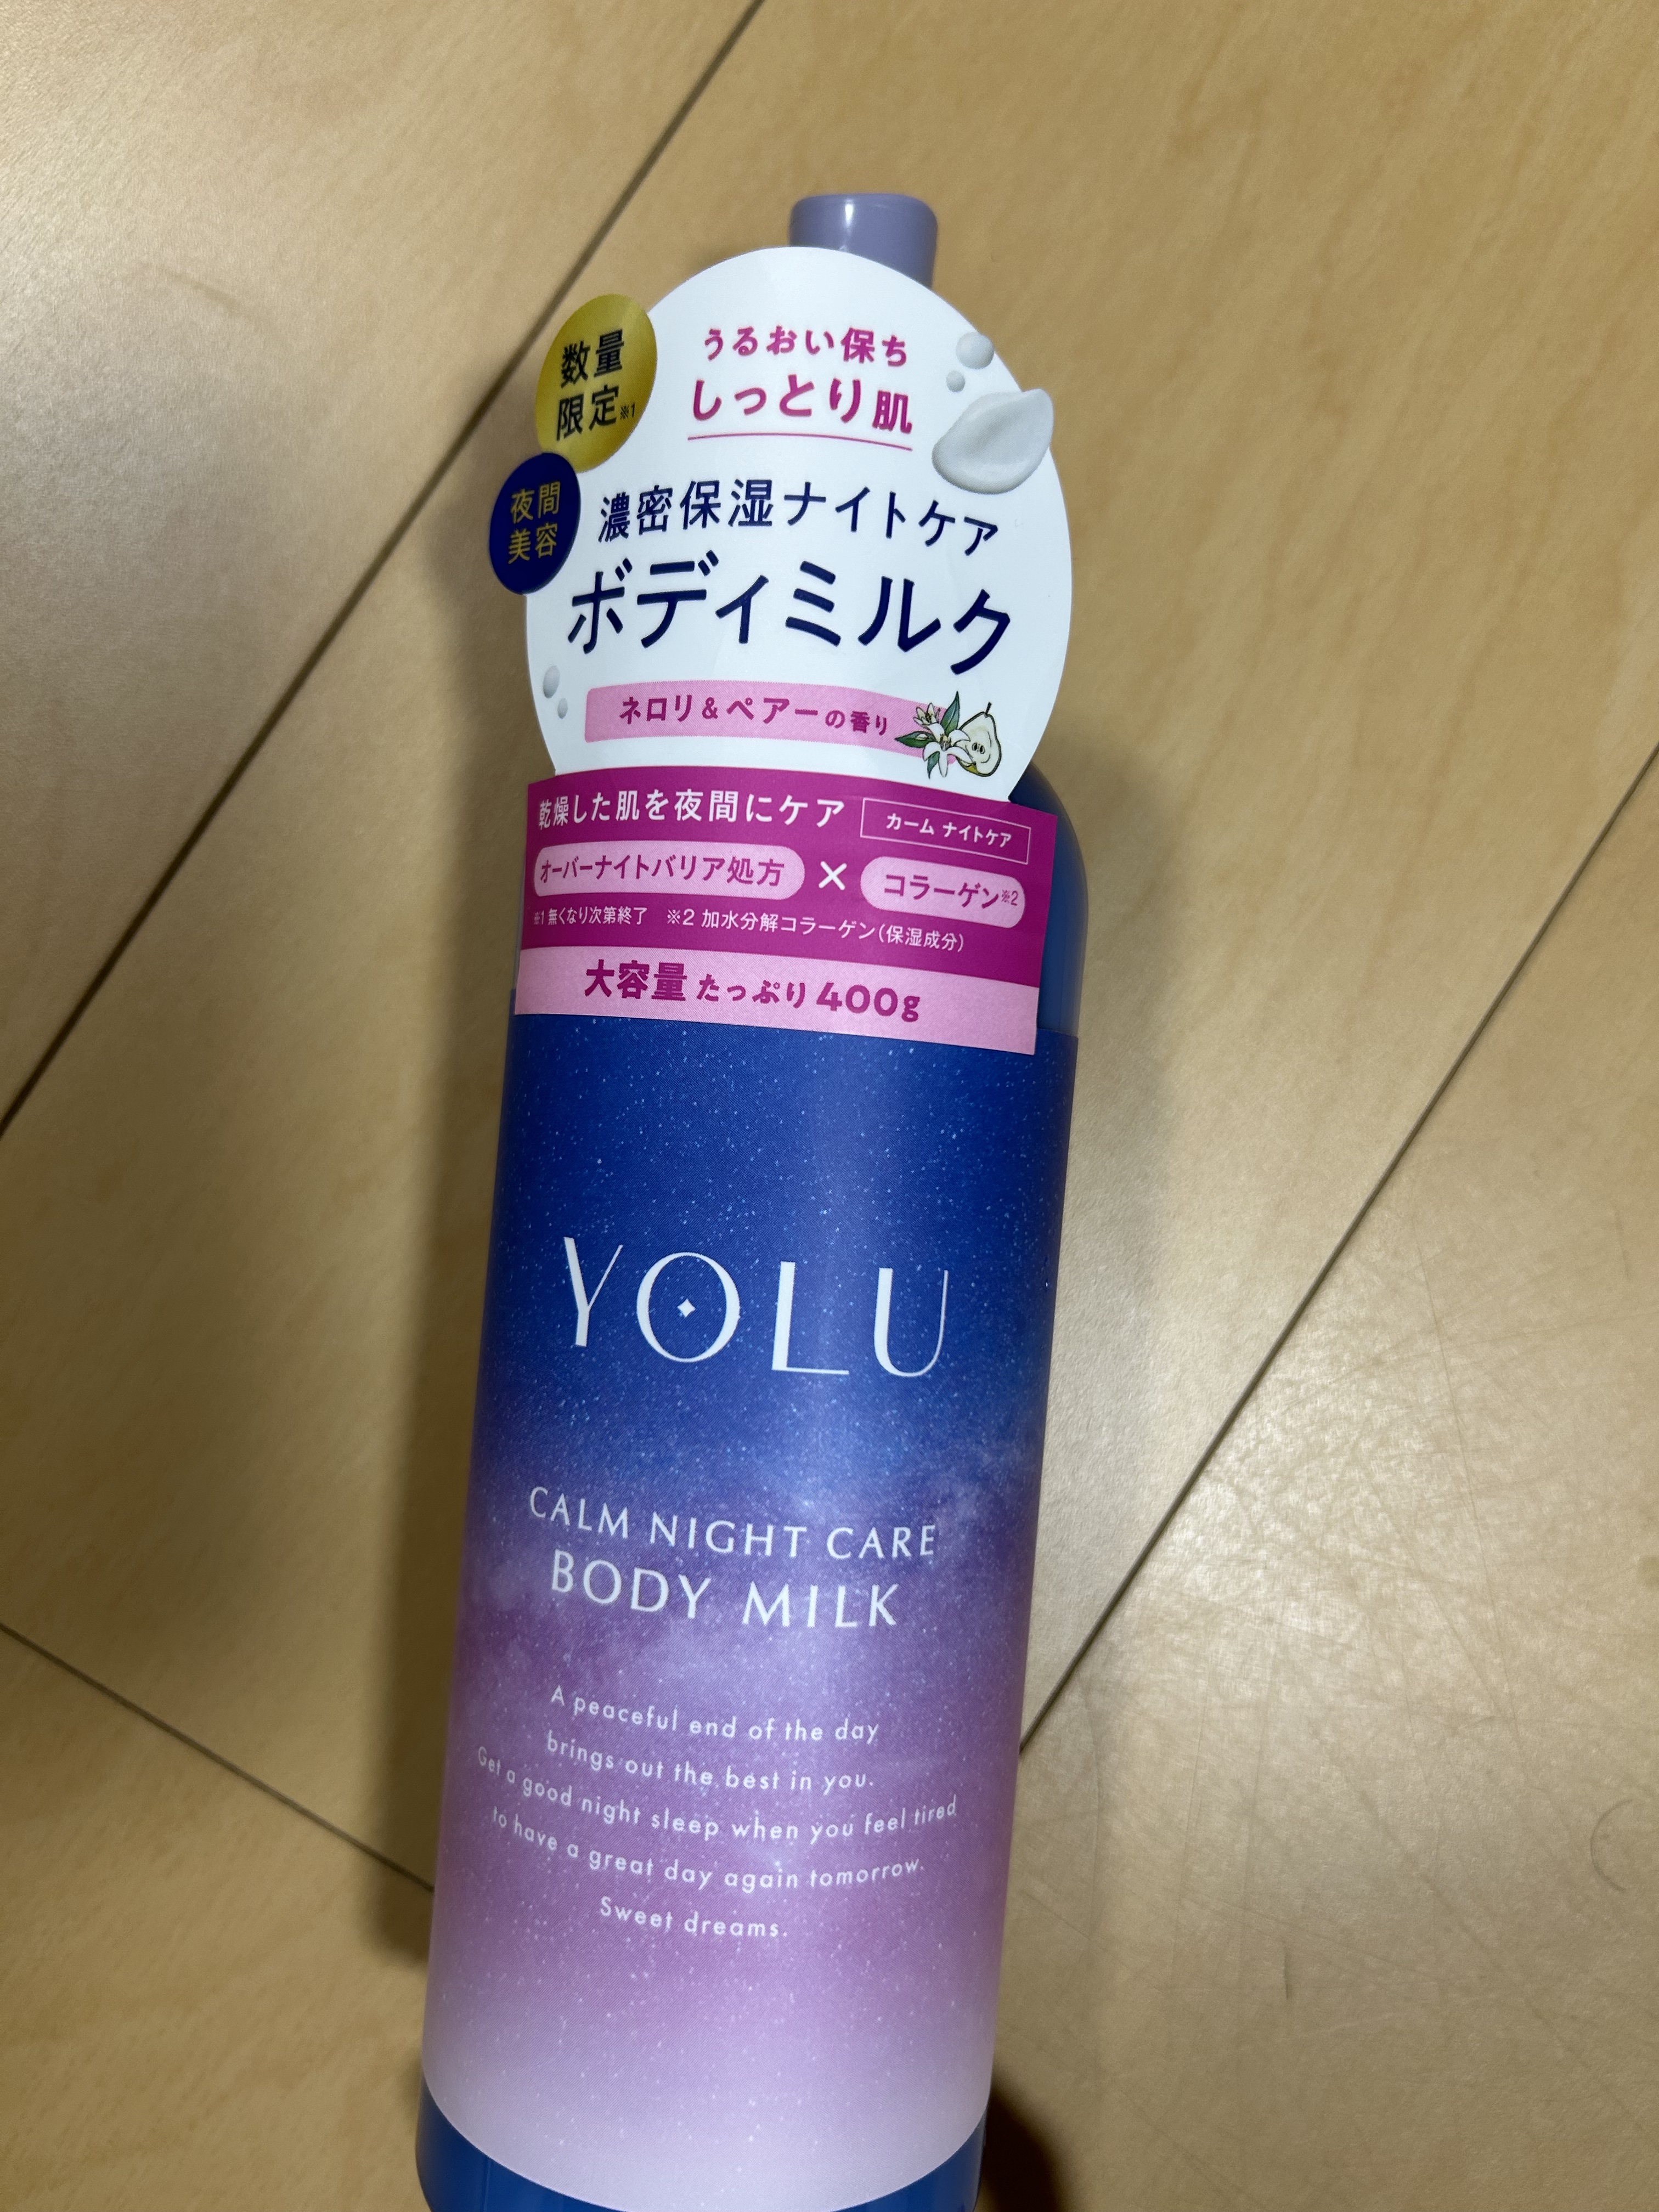 数量
限定※1
夜間
美容
うるおい保ち
しっとり肌
濃密保湿ナイトケア
ボディミルク
ネロリ&ペアーの香り
乾燥した肌を夜間にケア カーム ナイトケア
オーバーナイトバリア処方 × コラーゲン※2
※1 無くなり次第終了 ※2 加水分解コラーゲン(保湿成分)
大容量 たっぷり 400g
YOLU
CALM NIGHT CARE
BODY MILK
A peaceful end of the day
brings out the best in you.
Get a good night sleep when you feel tired
to have a great day again tomorrow.
Sweet dreams.